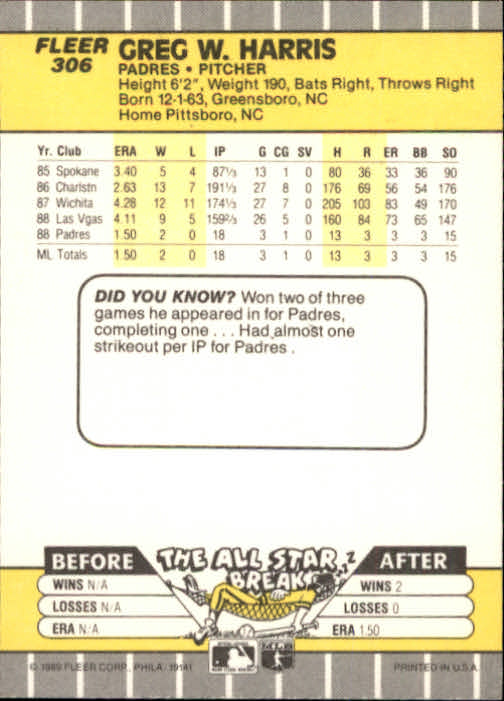 FLEER
306
GREG W. HARRIS
PADRES • PITCHER
Height 6'2", Weight 190, Bats Right, Throws Right
Born 12-1-63, Greensboro, NC
Home Pittsboro, NC
Yr. Club ERA W L IP G CG SV H R ER BB SO
85 Spokane 3.40 5 4 87⅓ 13 1 0 80 36 33 36 90
86 Charlstn 2.63 13 7 191⅓ 27 8 0 176 69 56 54 176
87 Wichita 4.28 12 11 174⅓ 27 7 0 205 103 83 49 170
88 Las Vgas 4.11 9 5 159⅔ 26 5 0 160 84 73 65 147
88 Padres 1.50 2 0 18 3 1 0 13 3 3 3 15
ML Totals 1.50 2 0 18 3 1 0 13 3 3 3 15
DID YOU KNOW? Won two of three
games he appeared in for Padres,
completing one . . . Had almost one
strikeout per IP for Padres .
BEFORE THE ALL STAR AFTER
BREAK ZZZ
WINS N/A WINS 2
LOSSES N/A LOSSES 0
ERA N/A ERA 1.50
© 1989 FLEER CORP., PHILA. 19141 PRINTED IN U.S.A.